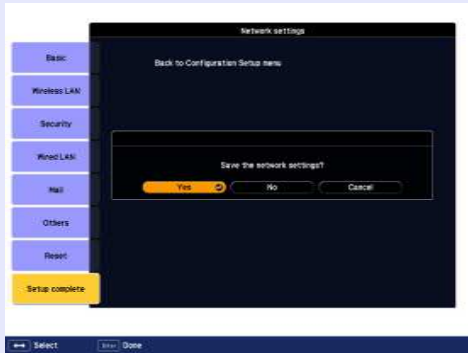 Network settings
Basic
Back to Configuration Setup menu
Wireless LAN
Security
Wired LAN
Save the network settings?
Yes
No
Cancel
Mail
Others
Reset
Setup complete
Select
Enter Done